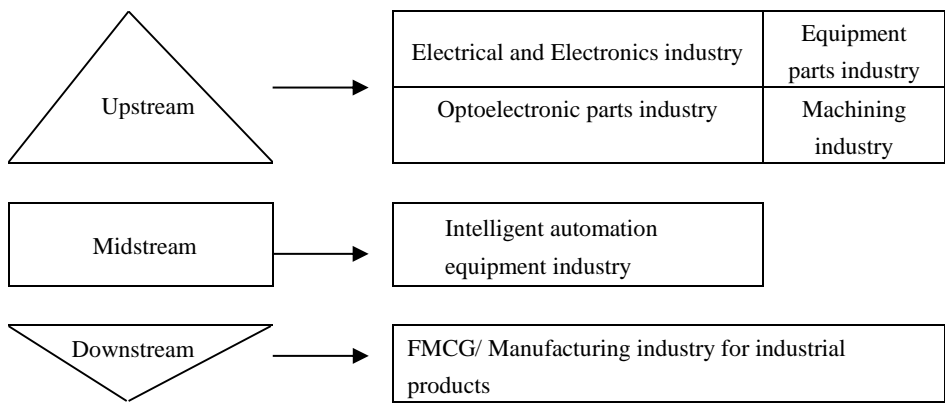 Upstream
Electrical and Electronics industry
Equipment
parts industry
Optoelectronic parts industry
Machining
industry
Midstream
Intelligent automation
equipment industry
Downstream
FMCG/ Manufacturing industry for industrial
products